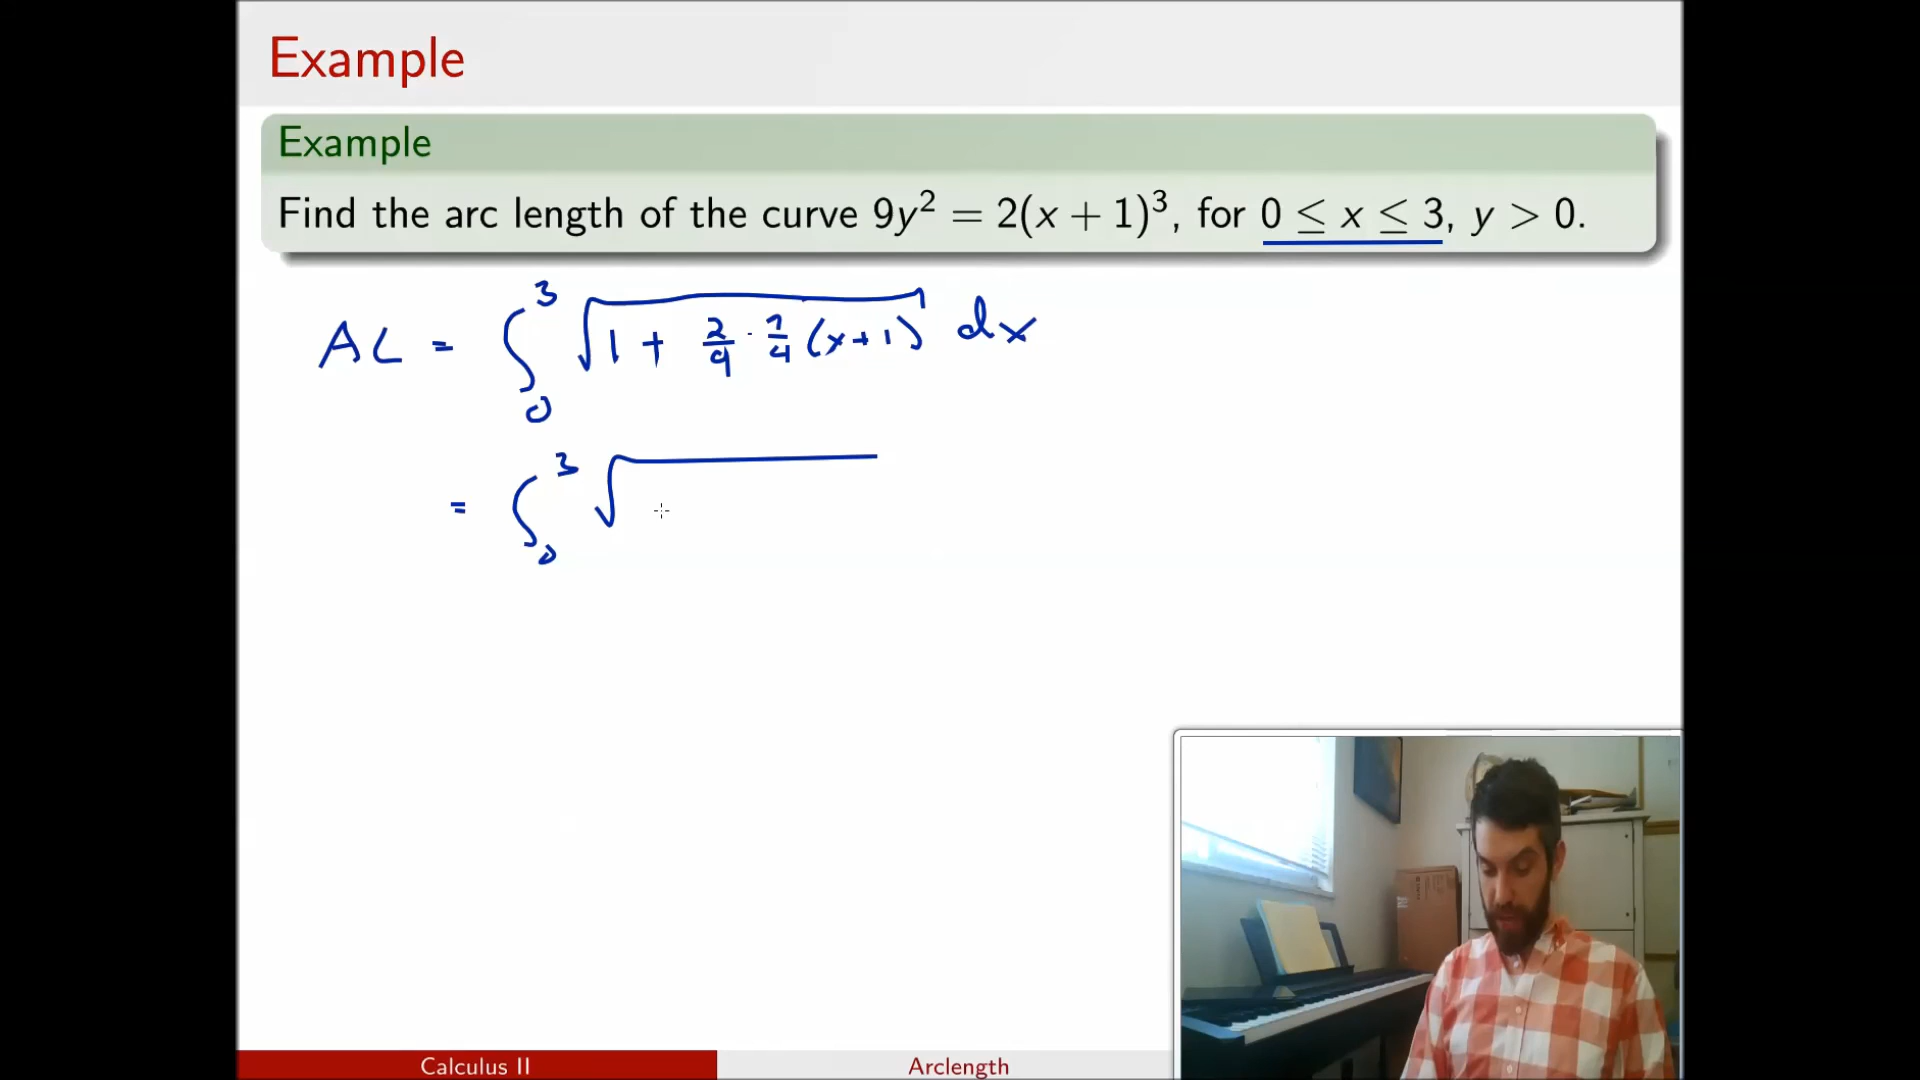 Example
Example
Find the arc length of the curve 9y² = 2(x + 1)³, for 0 ≤ x ≤ 3, y > 0.
AL = ∫₀³ √(1 + 2/9 · 9/4 (x+1)) dx
= ∫₀³ √
Calculus II
Arclength